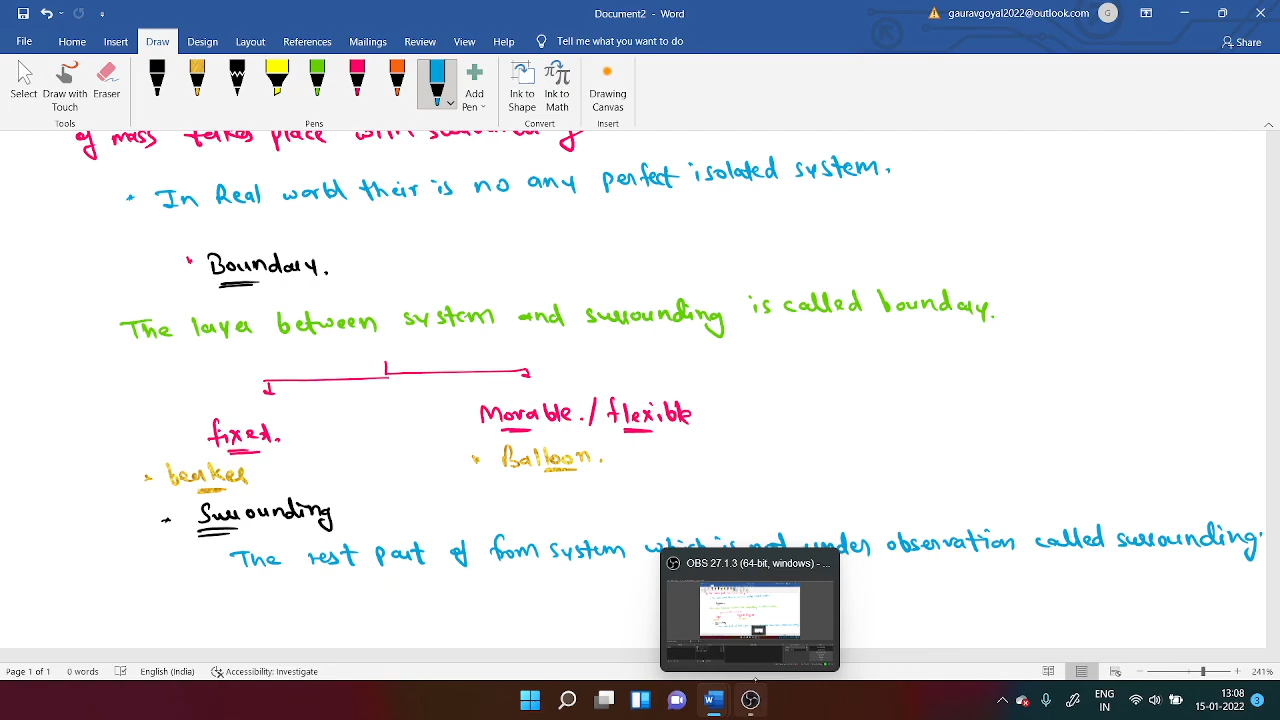 Document2 - Word
gauravgoyal2022@outlook.com
G
File Home Insert Draw Design Layout References Mailings Review View Help Tell me what you want to do
Share
Select Draw with Touch Eraser
Add Pen
Ink to Shape Ink to Math Drawing Canvas
Tools Pens Convert Insert
of mass takes place with
* In Real world their is no any perfect isolated system.
* Boundary.
The layer between system and surrounding is called bounday.
fixed. Movable. / flexible
* beaker * Balloon.
* Surrounding
The rest part of from system which is not under observation called surrounding.
OBS 27.1.3 (64-bit, windows) - ...
1 of 1 0 words English (India) Accessibility: Investigate 241%
ENG IN 13:08 15-01-2022 3